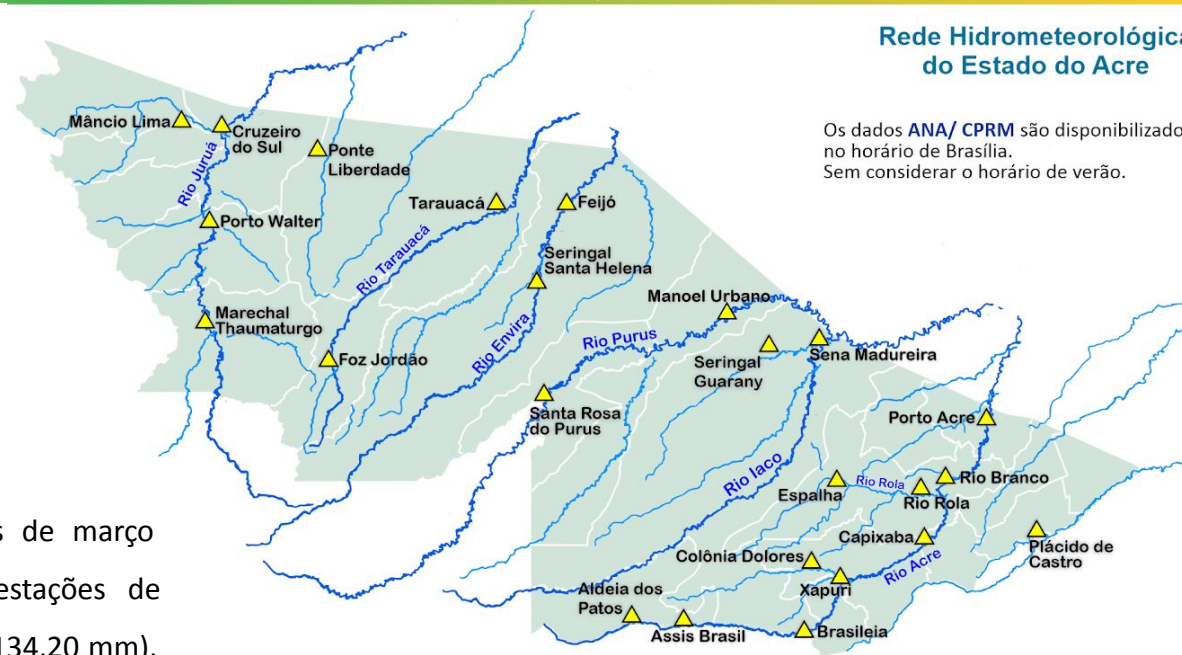 Rede Hidrometeorológica
do Estado do Acre
Os dados ANA/ CPRM são disponibilizado
no horário de Brasília.
Sem considerar o horário de verão.
Mâncio Lima
Cruzeiro
do Sul
Ponte
Liberdade
Rio Juruá
Porto Walter
Tarauacá
Feijó
Rio Tarauacá
Seringal
Santa Helena
Marechal
Thaumaturgo
Foz Jordão
Rio Envira
Manoel Urbano
Rio Purus
Seringal
Guarany
Sena Madureira
Santa Rosa
do Purus
Porto Acre
Rio Iaco
Espalha
Rio Rola
Rio Branco
Rio Rola
Capixaba
Plácido de
Castro
Colônia Dolores
Rio Acre
Xapuri
Aldeia dos
Patos
Assis Brasil
Brasileia
de março
estações de
134,20 mm).